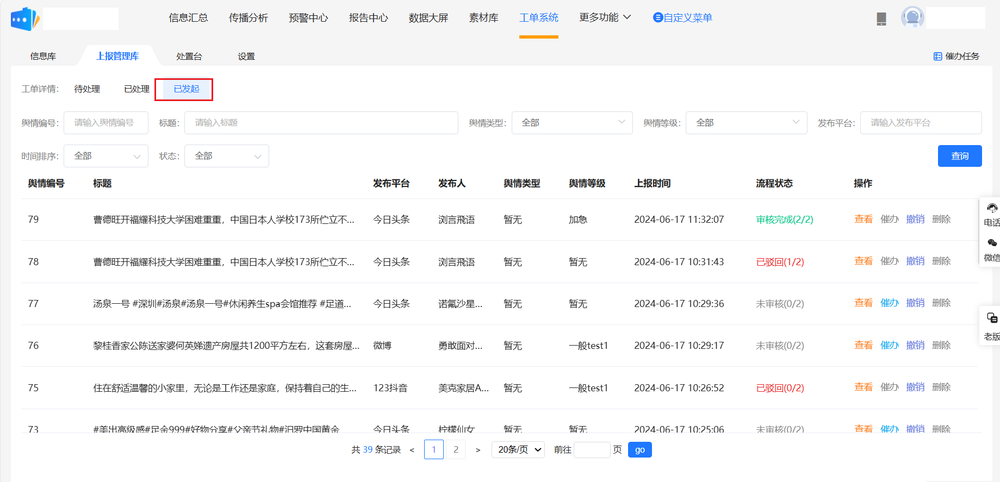 信息汇总 传播分析 预警中心 报告中心 数据大屏 素材库 工单系统 更多功能 自定义菜单
信息库 上报管理库 处置台 设置 催办任务
工单详情: 待处理 已处理 已发起
舆情编号: 请输入舆情编号 标题: 请输入标题 舆情类型: 全部 舆情等级: 全部 发布平台: 请输入发布平台
时间排序: 全部 状态: 全部 查询
舆情编号 标题 发布平台 发布人 舆情类型 舆情等级 上报时间 流程状态 操作
79 曹德旺开福耀科技大学困难重重，中国日本人学校173所伫立不... 今日头条 浏言飛语 暂无 加急 2024-06-17 11:32:07 审核完成(2/2) 查看 催办 撤销 删除
电话
78 曹德旺开福耀科技大学困难重重，中国日本人学校173所伫立不... 今日头条 浏言飛语 暂无 暂无 2024-06-17 10:31:43 已驳回(1/2) 查看 催办 撤销 删除
微信
77 汤泉一号 #深圳#汤泉#汤泉一号#休闲养生spa会馆推荐 #足道... 今日头条 诺氟沙星... 暂无 暂无 2024-06-17 10:29:36 未审核(0/2) 查看 催办 撤销 删除
老版
76 黎桂香家公陈送家婆何英娣遗产房屋共1200平方左右，这套房屋... 微博 勇敢面对... 暂无 一般test1 2024-06-17 10:29:17 未审核(0/2) 查看 催办 撤销 删除
75 住在舒适温馨的小家里，无论是工作还是家庭，保持着自己的生... 123抖音 美克家居A... 暂无 一般test1 2024-06-17 10:26:52 已驳回(0/2) 查看 催办 撤销 删除
73 #美出高级感#足金999#好物分享#父亲节礼物#汨罗中国黄金 今日头条 柠檬仙女 暂无 暂无 2024-06-17 10:25:06 未审核(0/2) 查看 催办 撤销 删除
共 39 条记录 < 1 2 > 20条/页 前往 页 go